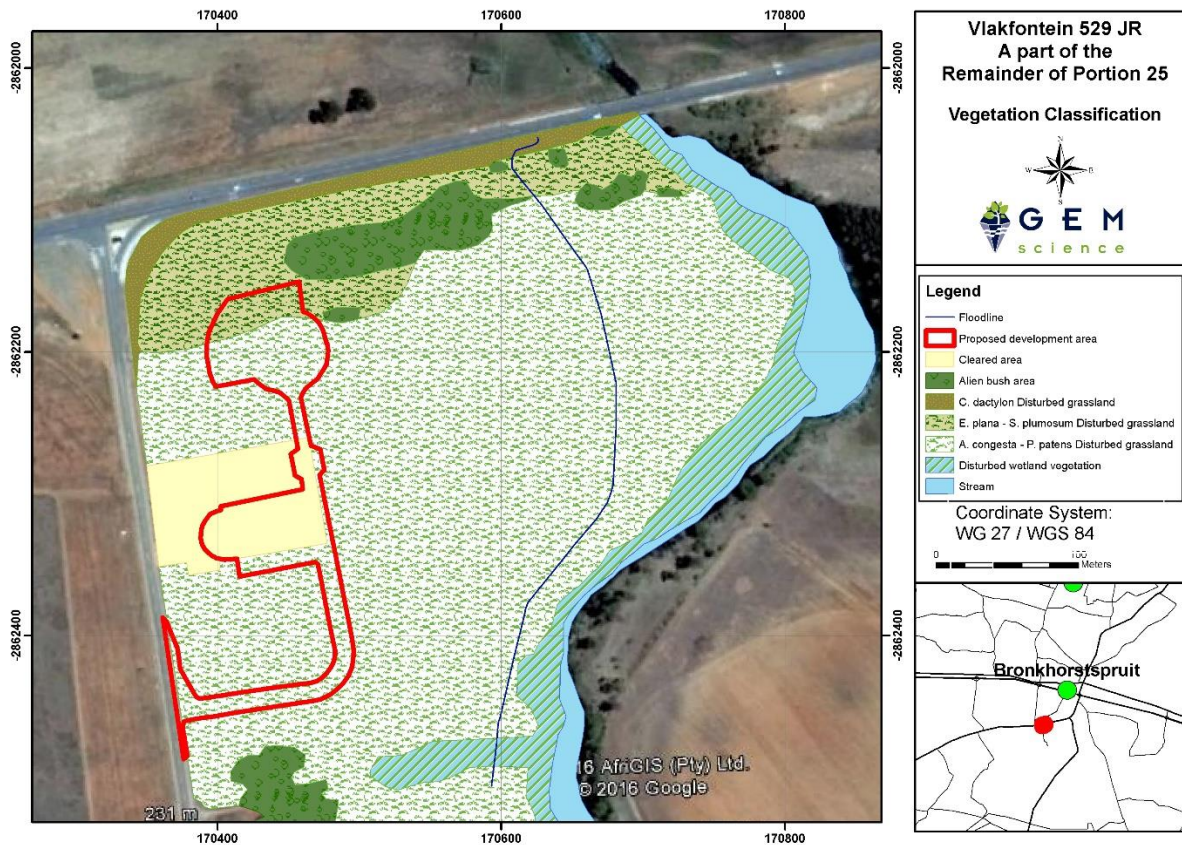 170400
170600
170800
-2862000
-2862200
-2862400
-2862000
-2862200
-2862400
231 m
16 AfriGIS (Pty) Ltd.
© 2016 Google
170400
170600
170800
Vlakfontein 529 JR
A part of the
Remainder of Portion 25
Vegetation Classification
N
W
E
S
GEM
science
Legend
Floodline
Proposed development area
Cleared area
Alien bush area
C. dactylon Disturbed grassland
E. plana - S. plumosum Disturbed grassland
A. congesta - P. patens Disturbed grassland
Disturbed wetland vegetation
Stream
Coordinate System:
WG 27 / WGS 84
0 100
Meters
Bronkhorstspruit